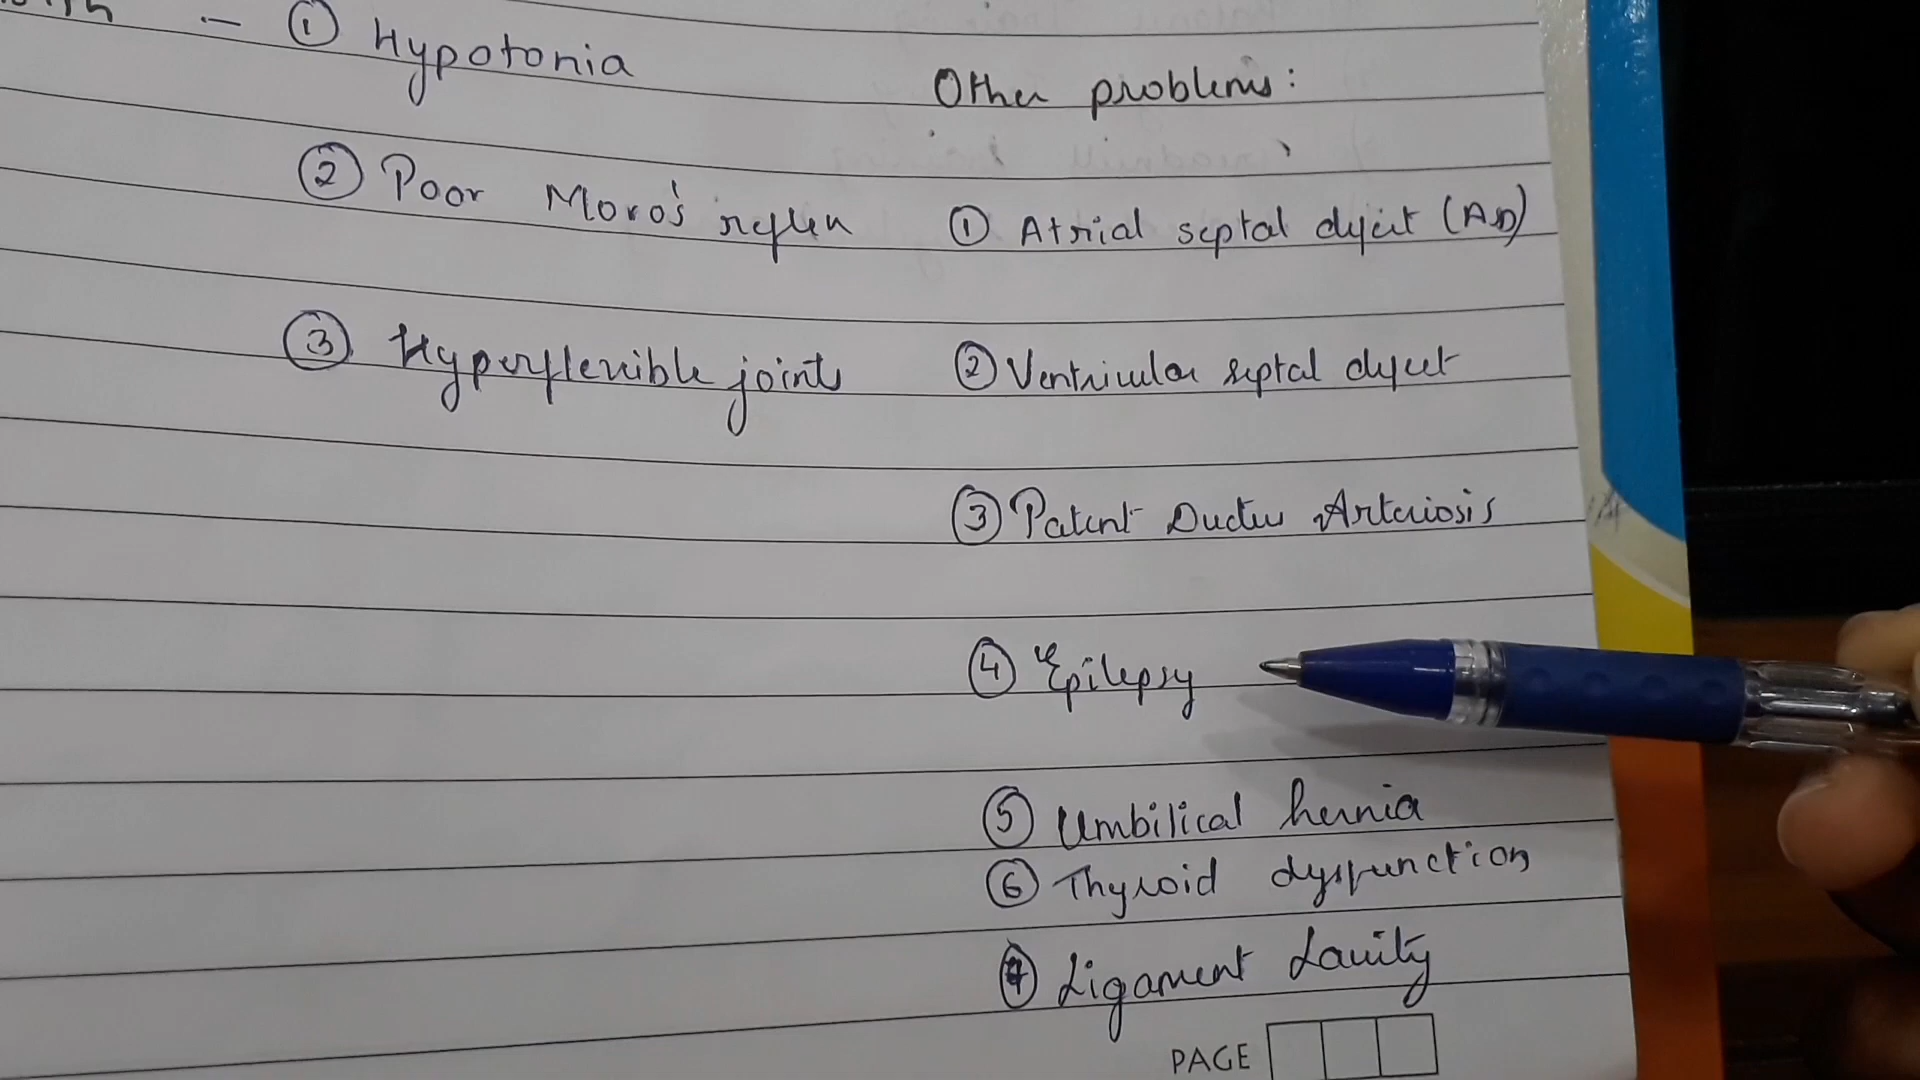 - ① Hypotonia
② Poor Moro's reflex
③ Hyperflexible joints
Other problems:
① Atrial septal defect (ASD)
② Ventricular septal defect
③ Patent Ductus Arteriosis
④ Epilepsy
⑤ Umbilical hernia
⑥ Thyroid dysfunction
⑦ Ligament Laxity
PAGE